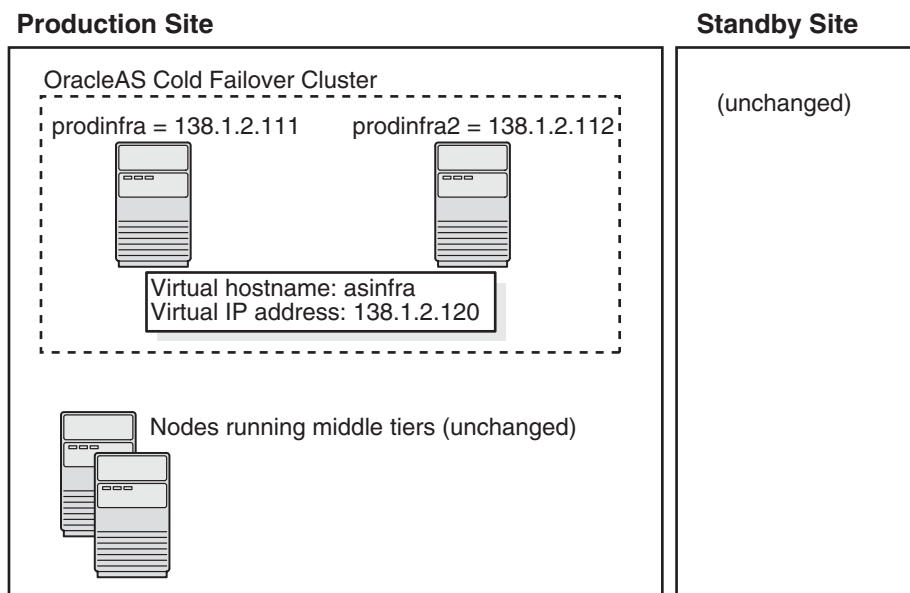 Production Site
Standby Site
OracleAS Cold Failover Cluster
(unchanged)
prodinfra = 138.1.2.111
prodinfra2 = 138.1.2.112
Virtual hostname: asinfra
Virtual IP address: 138.1.2.120
Nodes running middle tiers (unchanged)